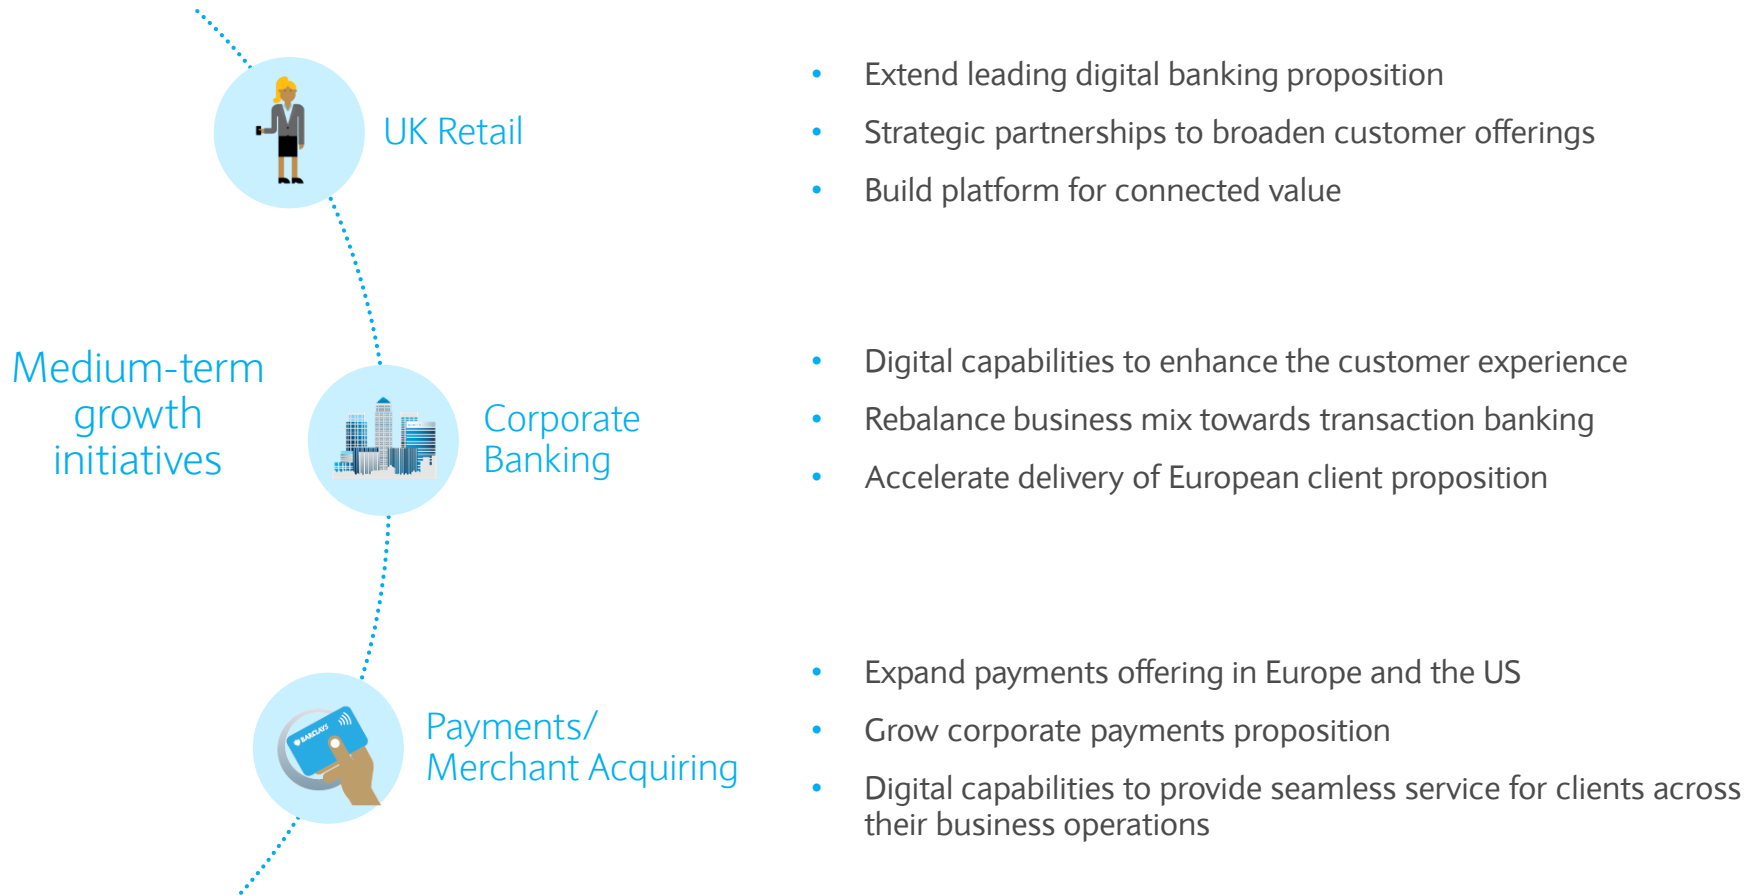 Medium-term
growth
initiatives
UK Retail
• Extend leading digital banking proposition
• Strategic partnerships to broaden customer offerings
• Build platform for connected value
Corporate
Banking
• Digital capabilities to enhance the customer experience
• Rebalance business mix towards transaction banking
• Accelerate delivery of European client proposition
BARCLAYS
Payments/
Merchant Acquiring
• Expand payments offering in Europe and the US
• Grow corporate payments proposition
• Digital capabilities to provide seamless service for clients across
their business operations